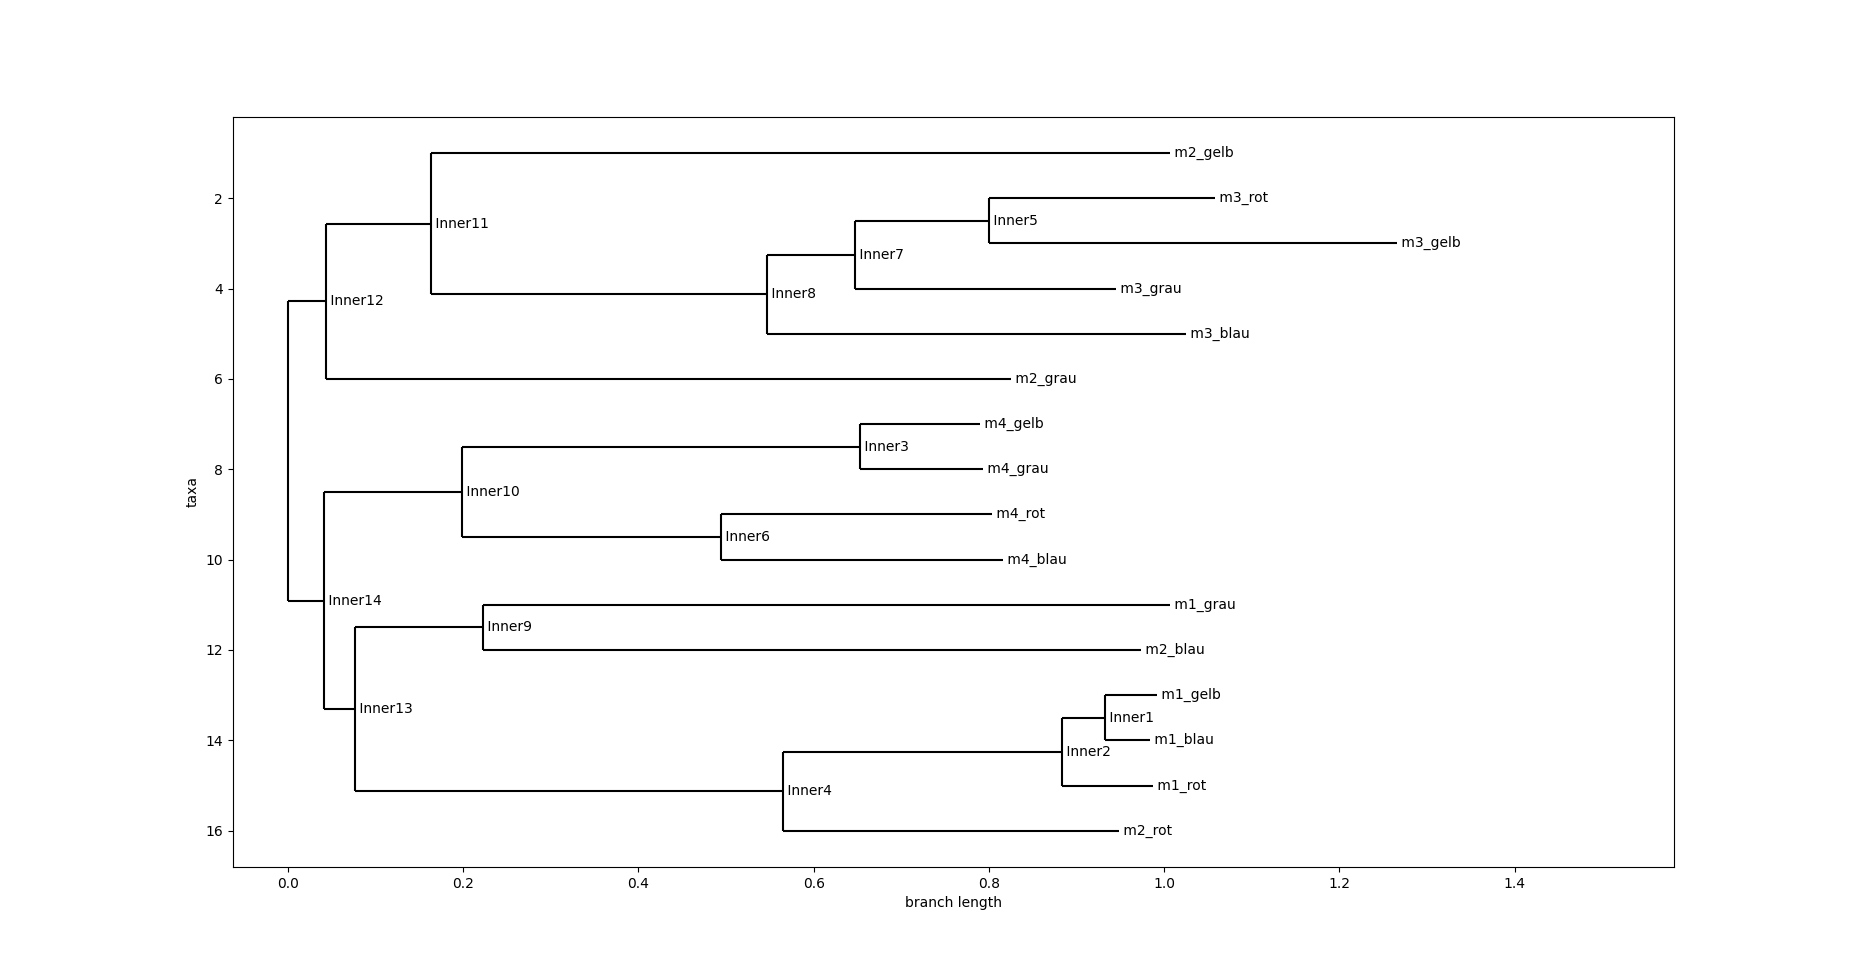 m2_gelb
m3_rot
2
Inner5
Inner11
m3_gelb
Inner7
4
m3_grau
Inner8
Inner12
m3_blau
6
m2_grau
m4_gelb
Inner3
8
m4_grau
taxa
Inner10
m4_rot
Inner6
10
m4_blau
Inner14
m1_grau
Inner9
12
m2_blau
m1_gelb
Inner13
Inner1
14
m1_blau
Inner2
m1_rot
Inner4
16
m2_rot
0.0 0.2 0.4 0.6 0.8 1.0 1.2 1.4
branch length